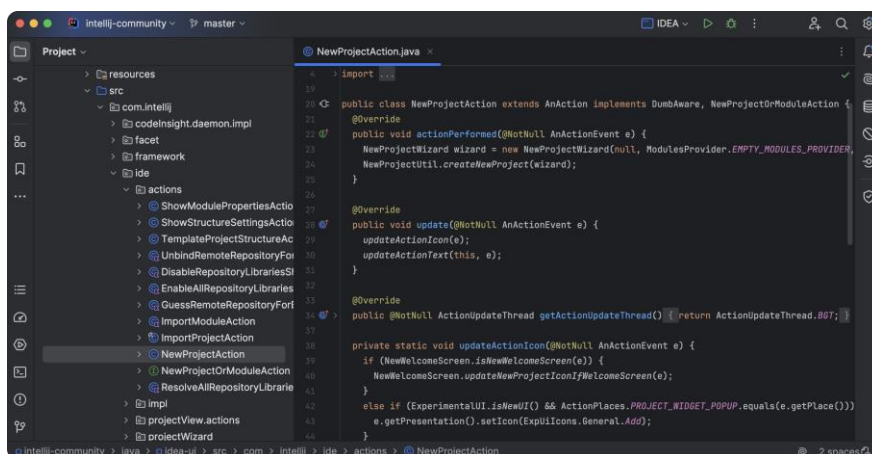 intellij-community
master
IDEA
Project
NewProjectAction.java
resources
src
com.intellij
codeInsight.daemon.impl
facet
framework
ide
actions
ShowModulePropertiesActio
ShowStructureSettingsActio
TemplateProjectStructureAc
UnbindRemoteRepositoryFor
DisableRepositoryLibrariesSh
EnableAllRepositoryLibraries
GuessRemoteRepositoryForE
ImportModuleAction
ImportProjectAction
NewProjectAction
NewProjectOrModuleAction
ResolveAllRepositoryLibrarie
impl
projectView.actions
projectWizard
4 import ...
19
20 public class NewProjectAction extends AnAction implements DumbAware, NewProjectOrModuleAction {
21 @Override
22 public void actionPerformed(@NotNull AnActionEvent e) {
23 NewProjectWizard wizard = new NewProjectWizard(null, ModulesProvider.EMPTY_MODULES_PROVIDER,
24 NewProjectUtil.createNewProject(wizard);
25 }
26
27 @Override
28 public void update(@NotNull AnActionEvent e) {
29 updateActionIcon(e);
30 updateActionText(this, e);
31 }
32
33 @Override
34 public @NotNull ActionUpdateThread getActionUpdateThread() { return ActionUpdateThread.BGT; }
37
38 private static void updateActionIcon(@NotNull AnActionEvent e) {
39 if (NewWelcomeScreen.isNewWelcomeScreen(e)) {
40 NewWelcomeScreen.updateNewProjectIconIfWelcomeScreen(e);
41 }
42 else if (ExperimentalUI.isNewUI() && ActionPlaces.PROJECT_WIDGET_POPUP.equals(e.getPlace()))
43 e.getPresentation().setIcon(ExpUiIcons.General.Add);
44 }
intellij-community > java > idea-ui > src > com > intellij > ide > actions > NewProjectAction
2 spaces